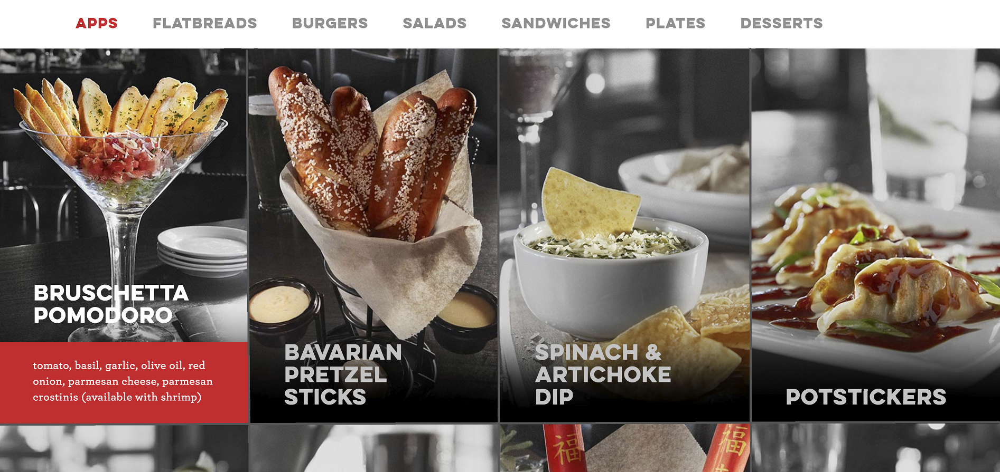 APPS FLATBREADS BURGERS SALADS SANDWICHES PLATES DESSERTS
BRUSCHETTA
POMODORO
tomato, basil, garlic, olive oil, red
onion, parmesan cheese, parmesan
crostinis (available with shrimp)
BAVARIAN
PRETZEL
STICKS
SPINACH &
ARTICHOKE
DIP
POTSTICKERS
福
福